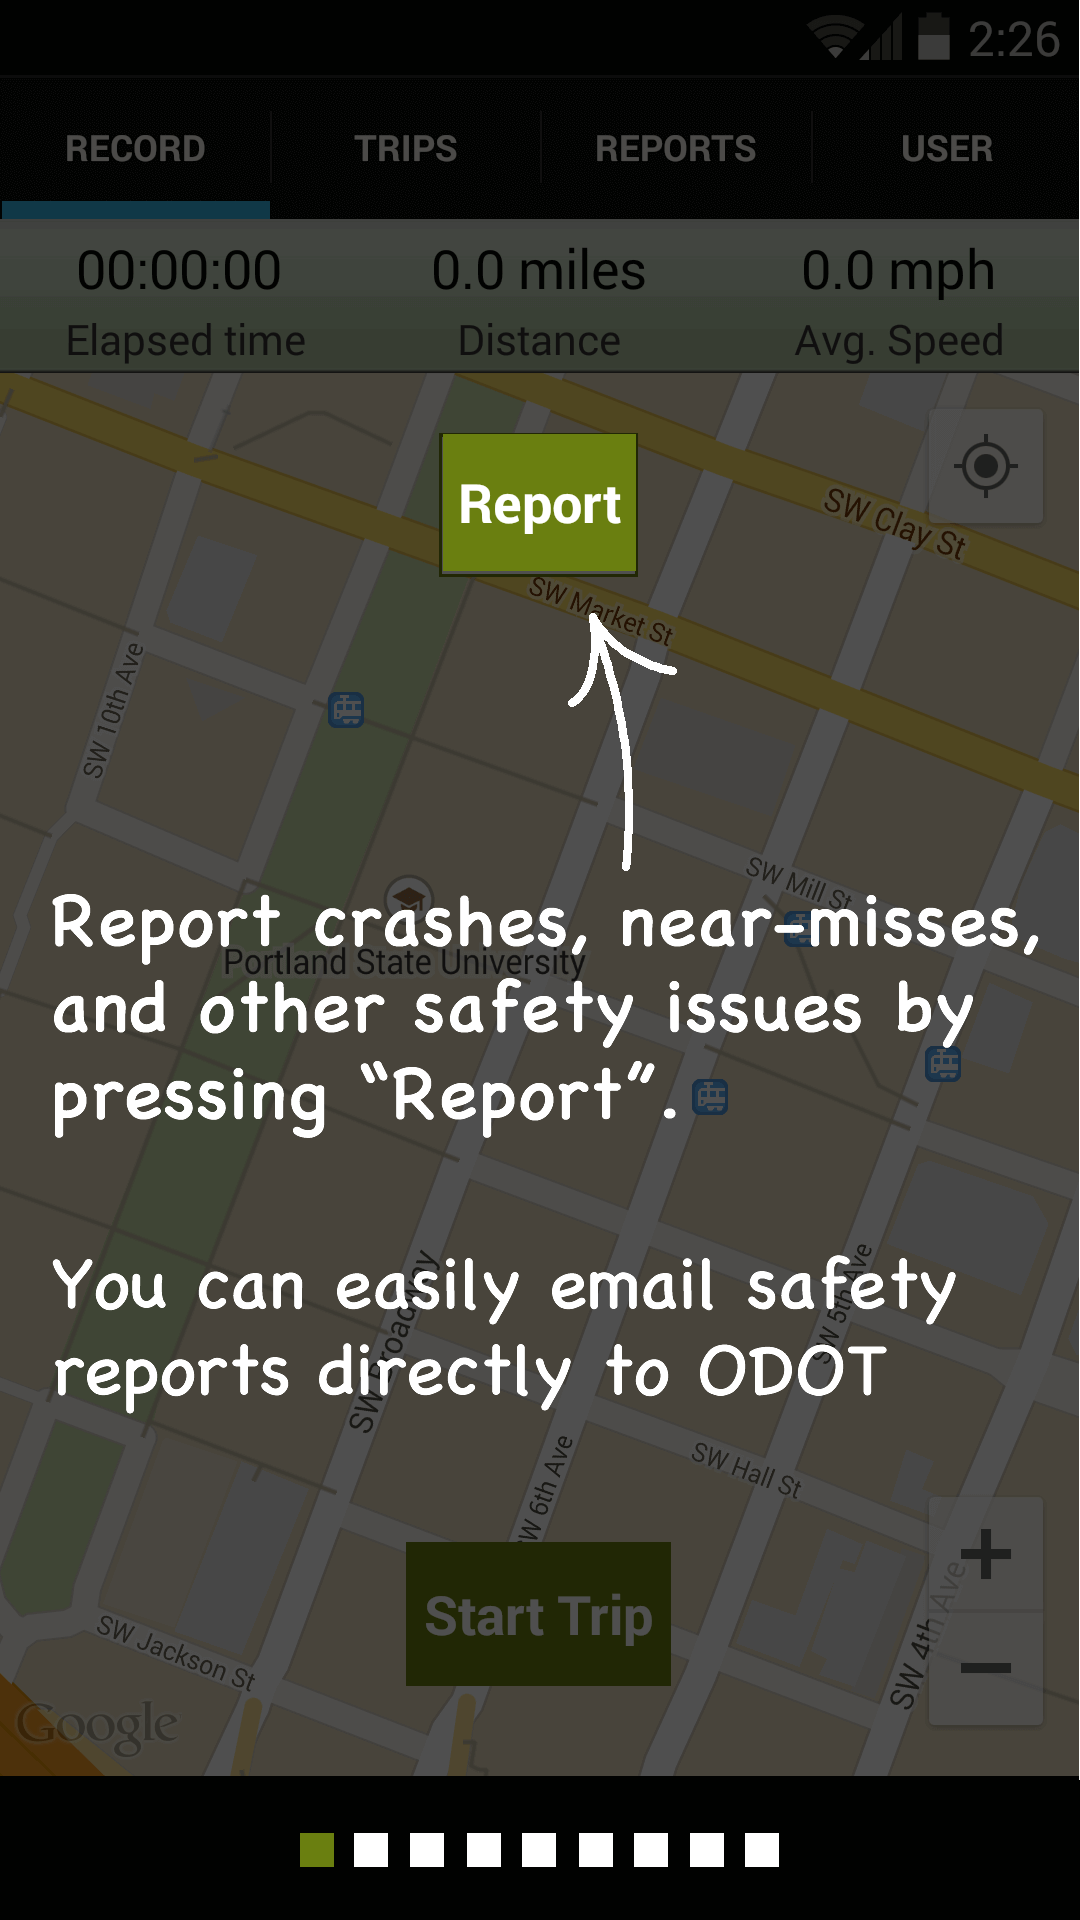 2:26
RECORD TRIPS REPORTS USER
00:00:00 0.0 miles 0.0 mph
Elapsed time Distance Avg. Speed
SW Clay St
Report
SW Market St
SW 10th Ave
SW Mill St
Report crashes, near-misses,
Portland State University
and other safety issues by
pressing “Report”.
You can easily email safety
SW Broadway
SW 5th Ave
reports directly to ODOT
SW 6th Ave
SW Hall St
+
Start Trip
SW 4th Ave
SW Jackson St
−
Google